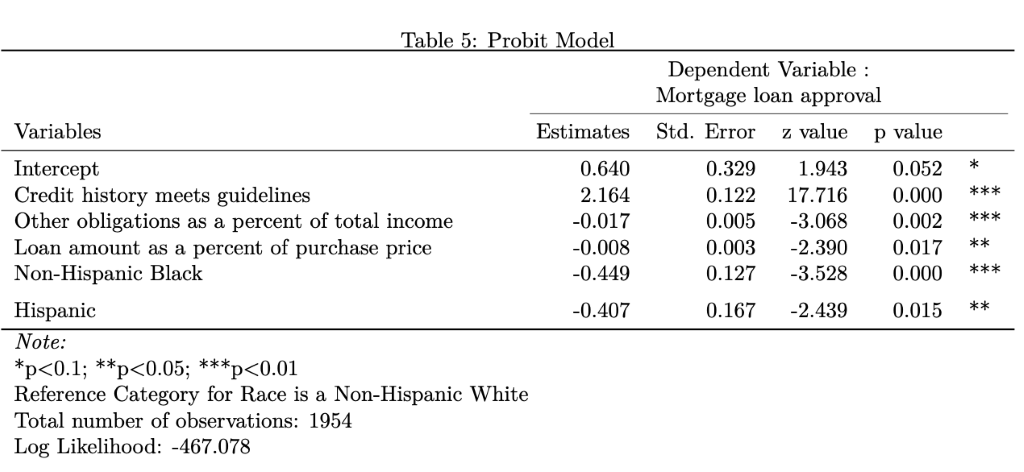 Table 5: Probit Model
Dependent Variable :
Mortgage loan approval
Variables Estimates Std. Error z value p value
Intercept 0.640 0.329 1.943 0.052 *
Credit history meets guidelines 2.164 0.122 17.716 0.000 ***
Other obligations as a percent of total income -0.017 0.005 -3.068 0.002 ***
Loan amount as a percent of purchase price -0.008 0.003 -2.390 0.017 **
Non-Hispanic Black -0.449 0.127 -3.528 0.000 ***
Hispanic -0.407 0.167 -2.439 0.015 **
Note:
*p<0.1; **p<0.05; ***p<0.01
Reference Category for Race is a Non-Hispanic White
Total number of observations: 1954
Log Likelihood: -467.078